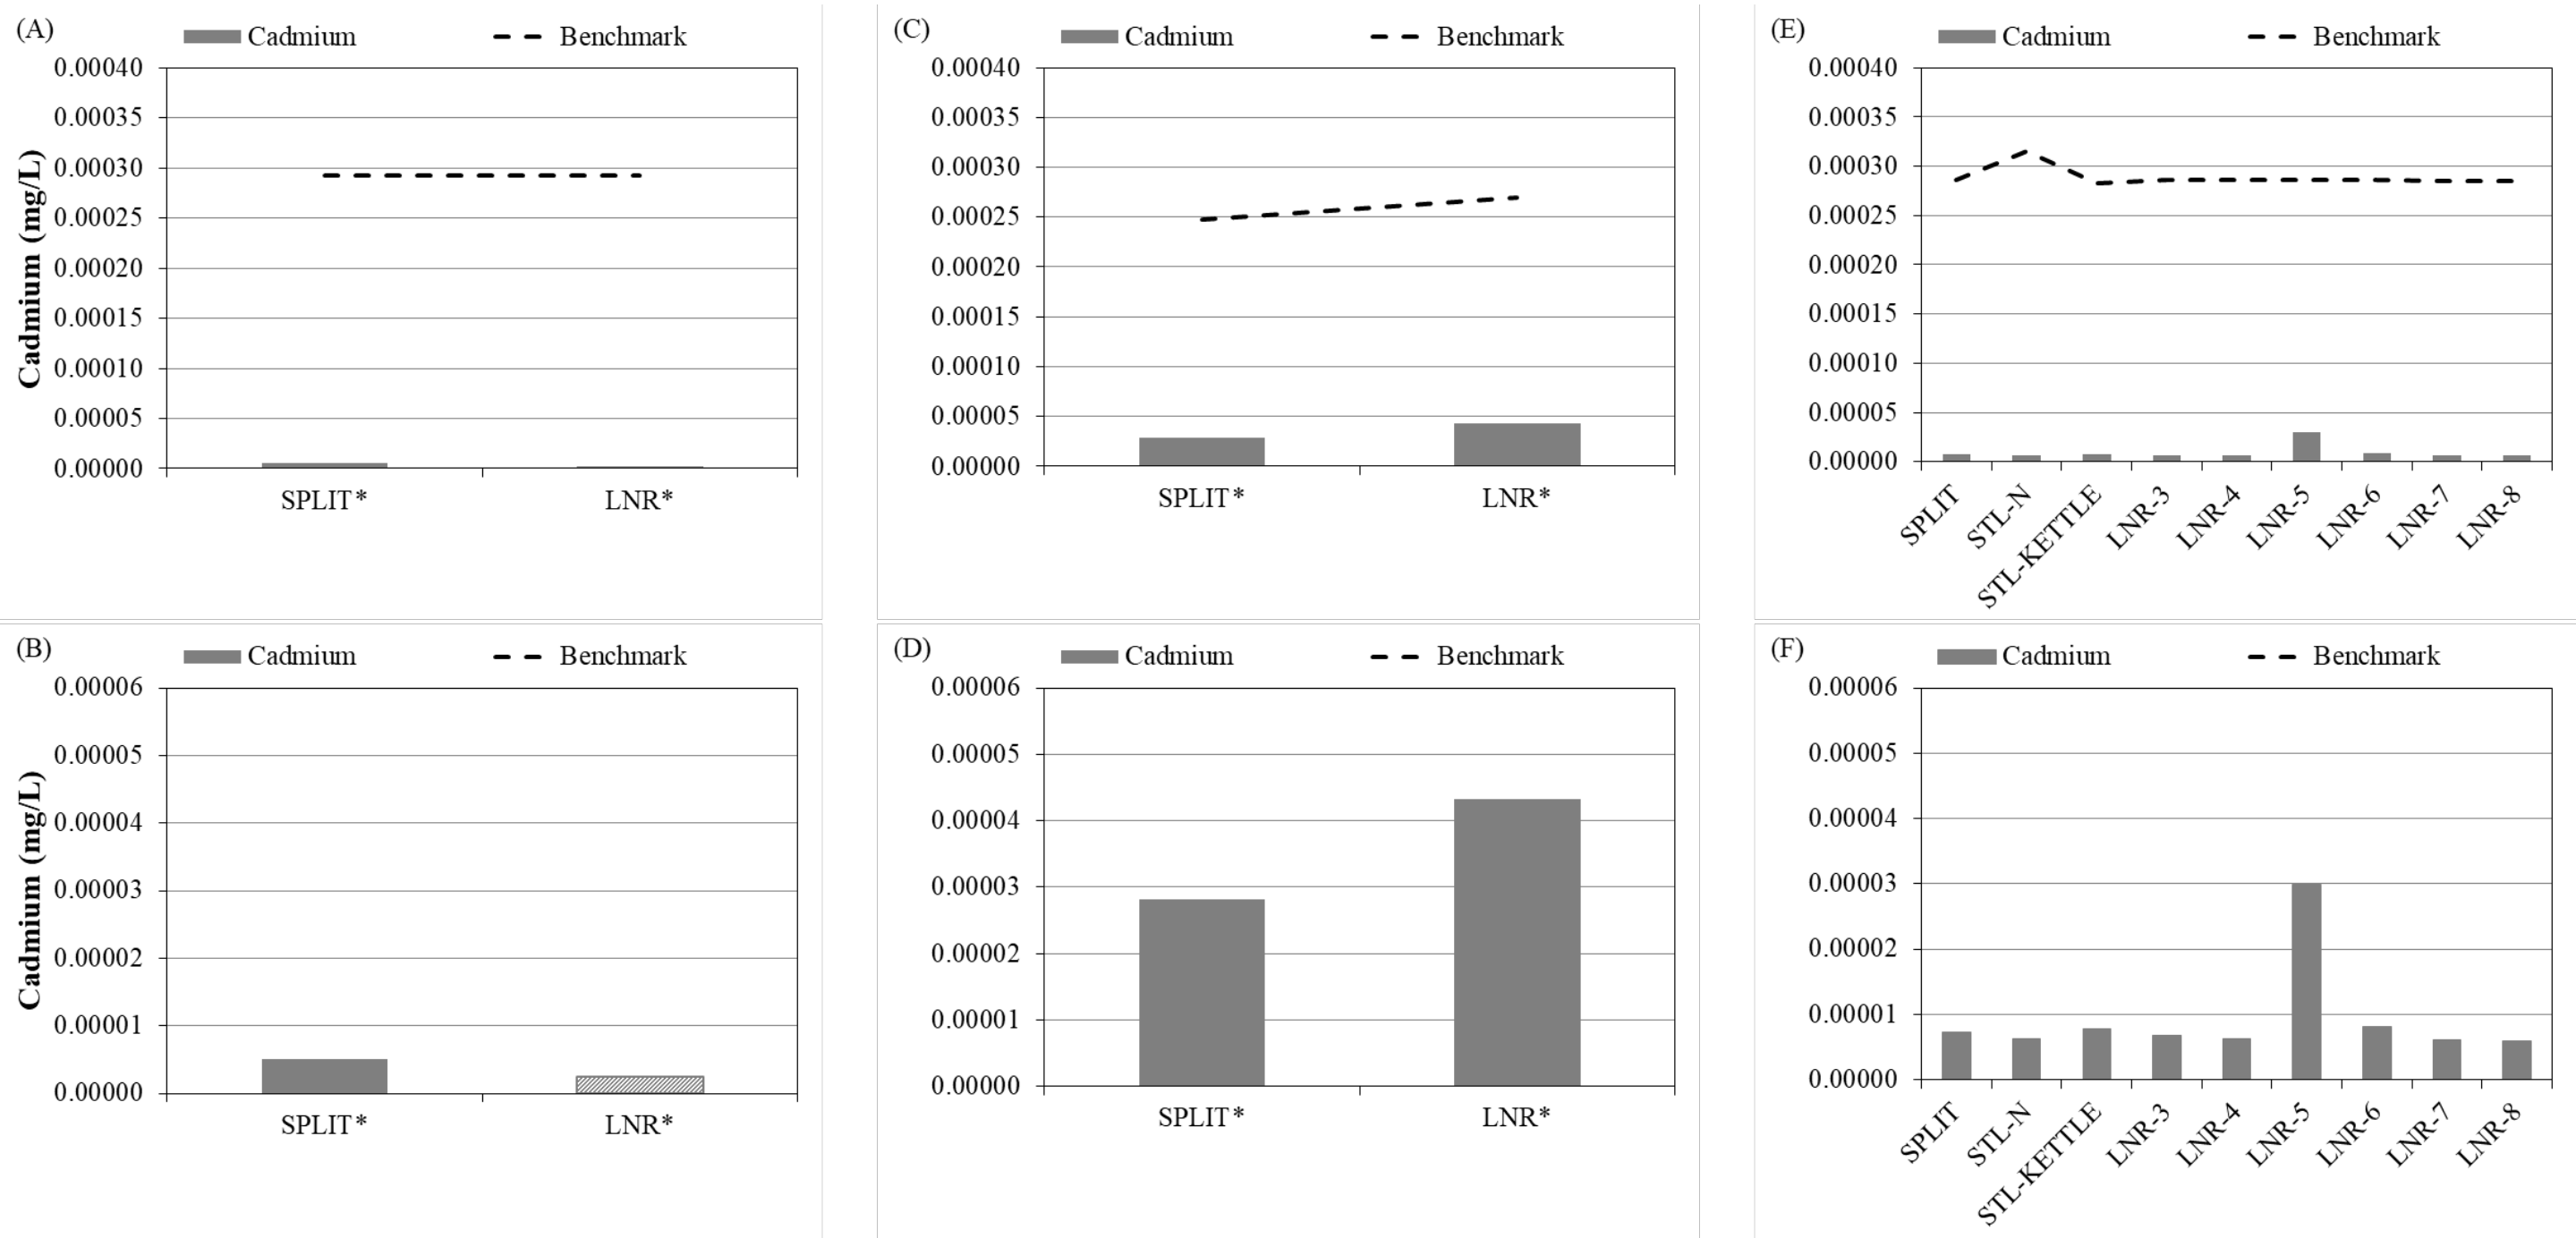 (A)
Cadmium
Benchmark
Cadmium (mg/L)
0.00040
0.00035
0.00030
0.00025
0.00020
0.00015
0.00010
0.00005
0.00000
SPLIT*
LNR*
(C)
Cadmium
Benchmark
0.00040
0.00035
0.00030
0.00025
0.00020
0.00015
0.00010
0.00005
0.00000
SPLIT*
LNR*
(E)
Cadmium
Benchmark
0.00040
0.00035
0.00030
0.00025
0.00020
0.00015
0.00010
0.00005
0.00000
SPLIT
STL-N
STL-KETTLE
LNR-3
LNR-4
LNR-5
LNR-6
LNR-7
LNR-8
(B)
Cadmium
Benchmark
Cadmium (mg/L)
0.00006
0.00005
0.00004
0.00003
0.00002
0.00001
0.00000
SPLIT*
LNR*
(D)
Cadmium
Benchmark
0.00006
0.00005
0.00004
0.00003
0.00002
0.00001
0.00000
SPLIT*
LNR*
(F)
Cadmium
Benchmark
0.00006
0.00005
0.00004
0.00003
0.00002
0.00001
0.00000
SPLIT
STL-N
STL-KETTLE
LNR-3
LNR-4
LNR-5
LNR-6
LNR-7
LNR-8